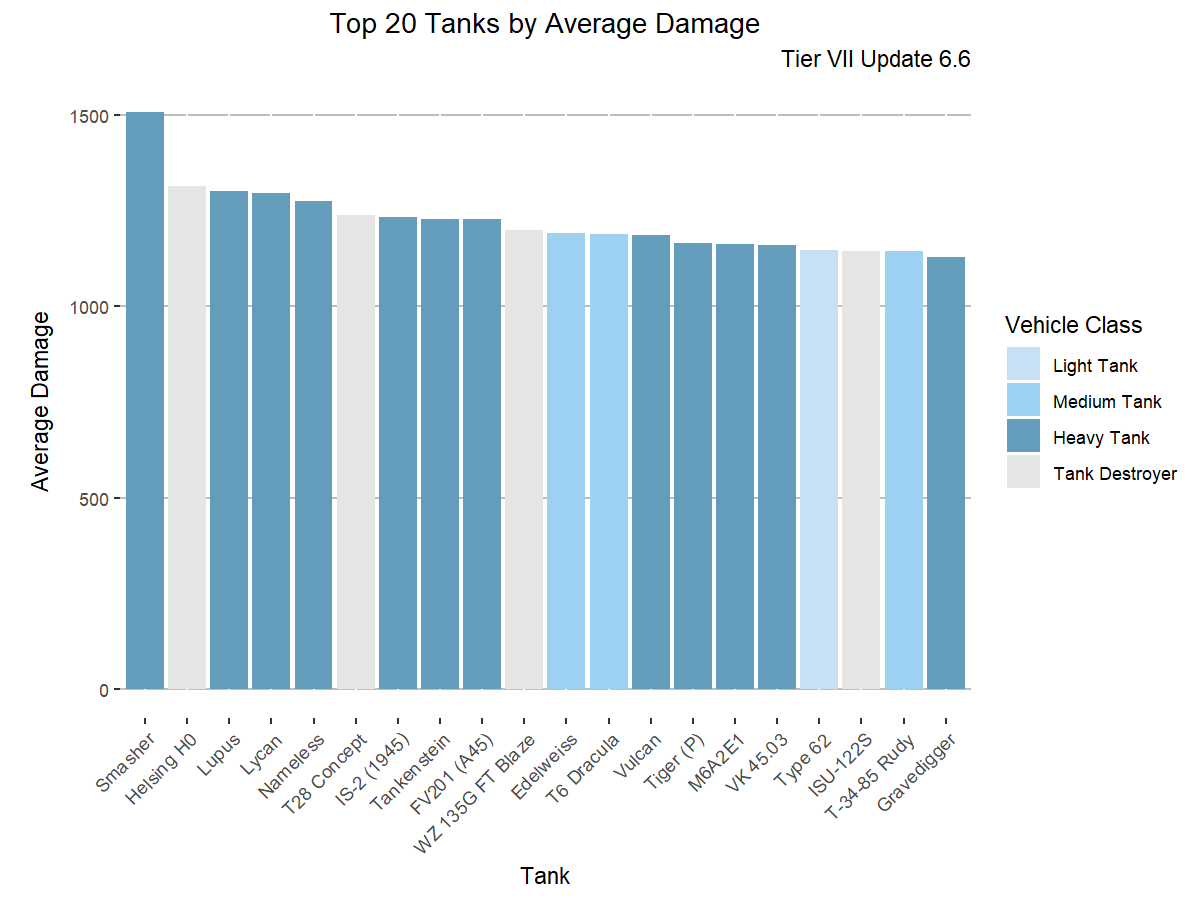 Top 20 Tanks by Average Damage
Tier VII Update 6.6
Average Damage
1500
1000
500
0
Smasher
Helsing H0
Lupus
Lycan
Nameless
T28 Concept
IS-2 (1945)
Tankenstein
FV201 (A45)
WZ 135G FT Blaze
Edelweiss
T6 Dracula
Vulcan
Tiger (P)
M6A2E1
VK 45.03
Type 62
ISU-122S
T-34-85 Rudy
Gravedigger
Tank
Vehicle Class
Light Tank
Medium Tank
Heavy Tank
Tank Destroyer